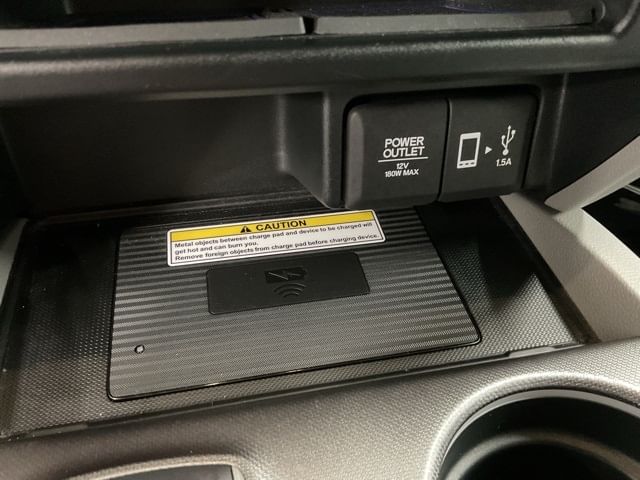 POWER
OUTLET
12V
180W MAX
1.5A
CAUTION
Metal objects between charge pad and device to be charged will
get hot and can burn you.
Remove foreign objects from charge pad before charging device.